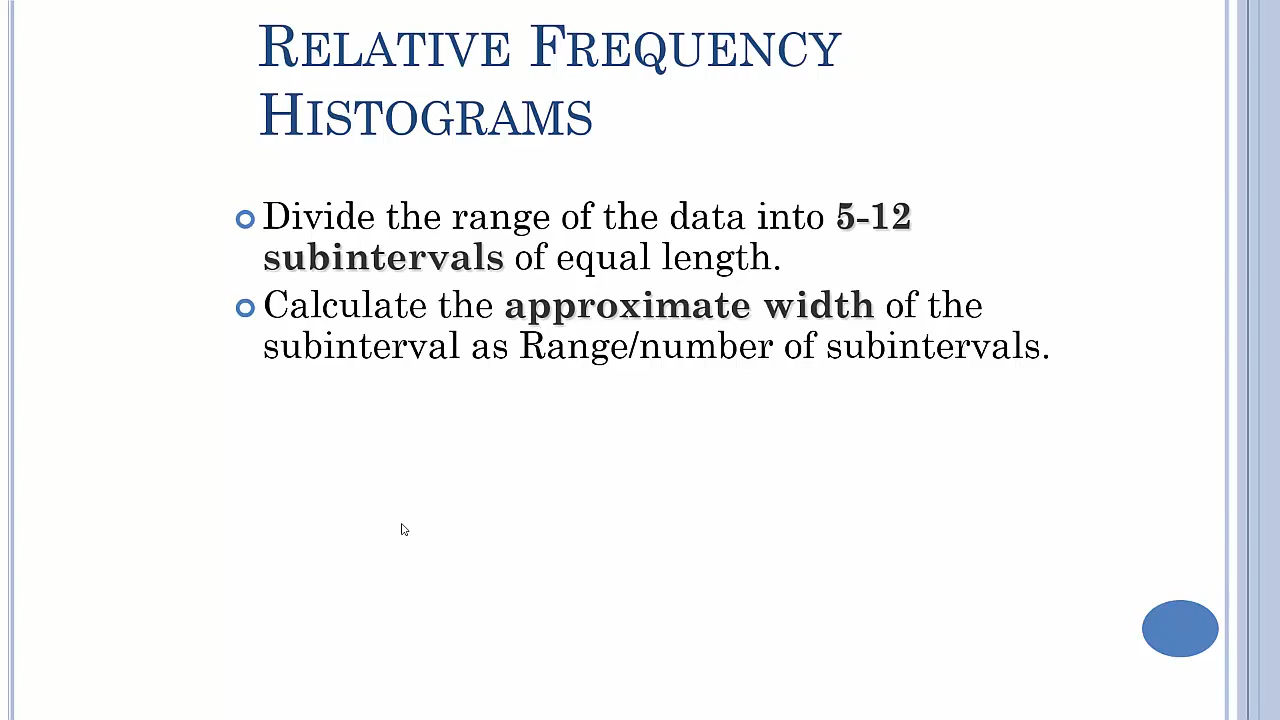 RELATIVE FREQUENCY
HISTOGRAMS
Divide the range of the data into 5-12
subintervals of equal length.
Calculate the approximate width of the
subinterval as Range/number of subintervals.